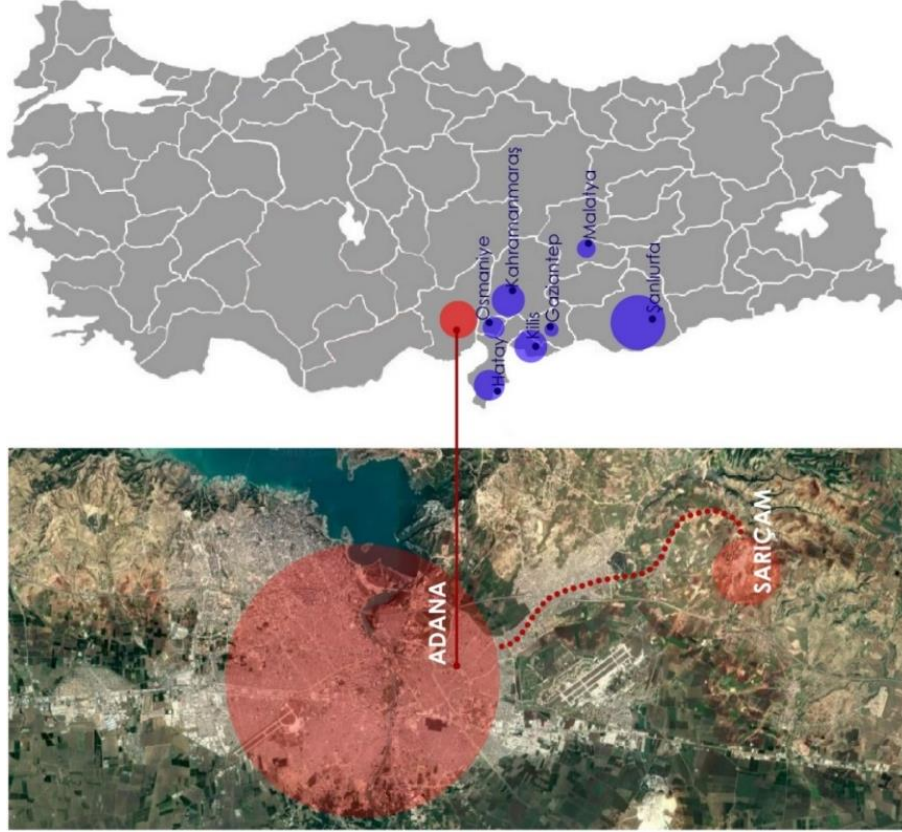 Osmaniye
Kahramanmaraş
Malatya
Gaziantep
Kilis
Hatay
Şanlıurfa
ADANA
SARIÇAM